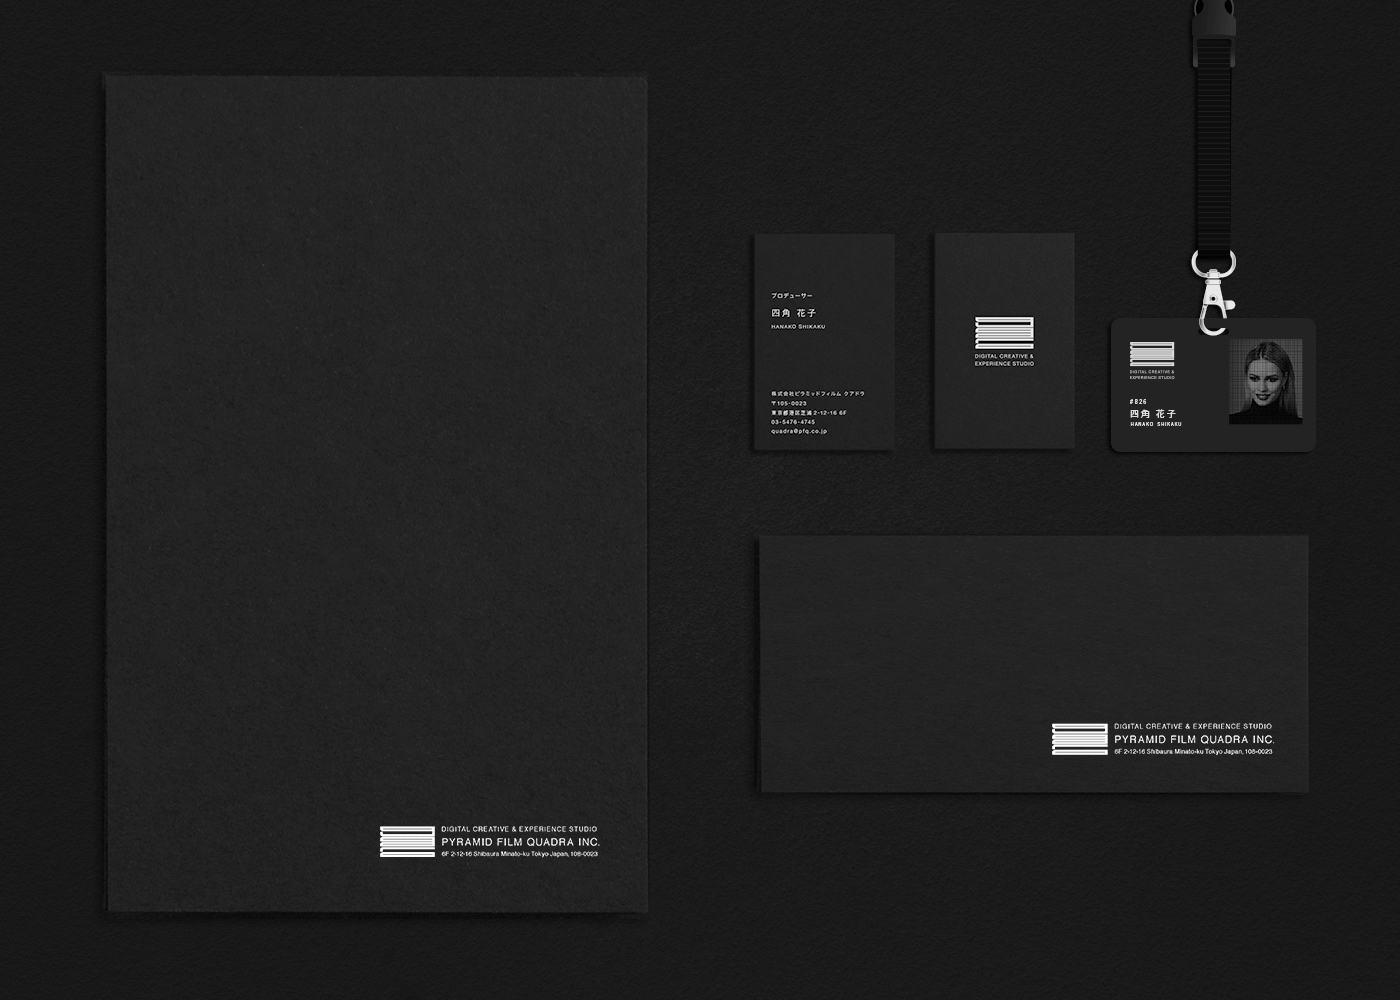 DIGITAL CREATIVE & EXPERIENCE STUDIO
PYRAMID FILM QUADRA INC.
6F 2-12-16 Shibaura Minato-ku Tokyo Japan, 108-0023
プロデューサー
四角 花子
HANAKO SHIKAKU
株式会社ピラミッドフィルム クアドラ
〒105-0023
東京都港区芝浦 2-12-16 6F
03-5476-4745
quadra@pfq.co.jp
DIGITAL CREATIVE &
EXPERIENCE STUDIO
DIGITAL CREATIVE &
EXPERIENCE STUDIO
#826
四角 花子
HANAKO SHIKAKU
DIGITAL CREATIVE & EXPERIENCE STUDIO
PYRAMID FILM QUADRA INC.
6F 2-12-16 Shibaura Minato-ku Tokyo Japan, 108-0023